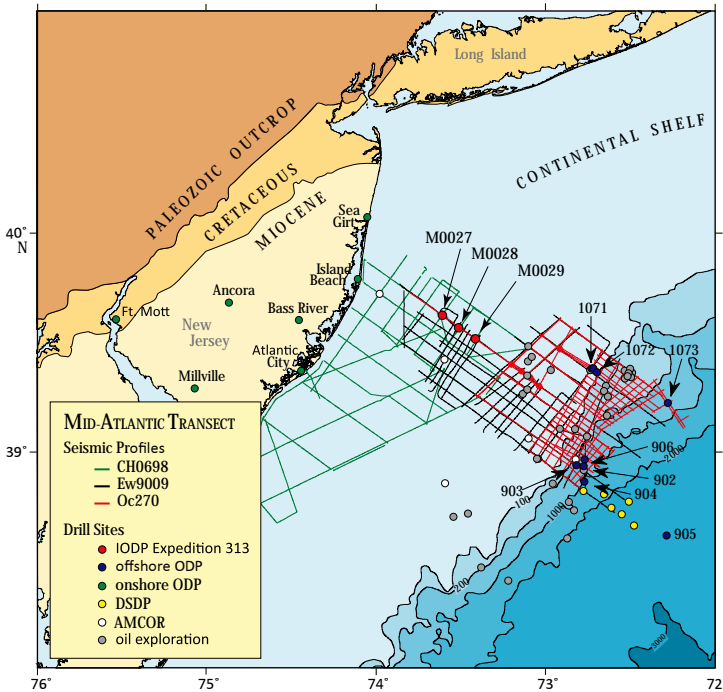 Long Island
PALEOZOIC OUTCROP
CONTINENTAL SHELF
CRETACEOUS
MIOCENE
Sea
Girt
40°
N
M0027
M0028
M0029
Island
Beach
Ancora
Ft. Mott
Bass River
New
Jersey
1071
1072
1073
Atlantic
City
Millville
MID-ATLANTIC TRANSECT
Seismic Profiles
CH0698
Ew9009
Oc270
Drill Sites
IODP Expedition 313
offshore ODP
onshore ODP
DSDP
AMCOR
oil exploration
39°
906
2000
902
903
904
100
1000
905
200
3000
76°
75°
74°
73°
72